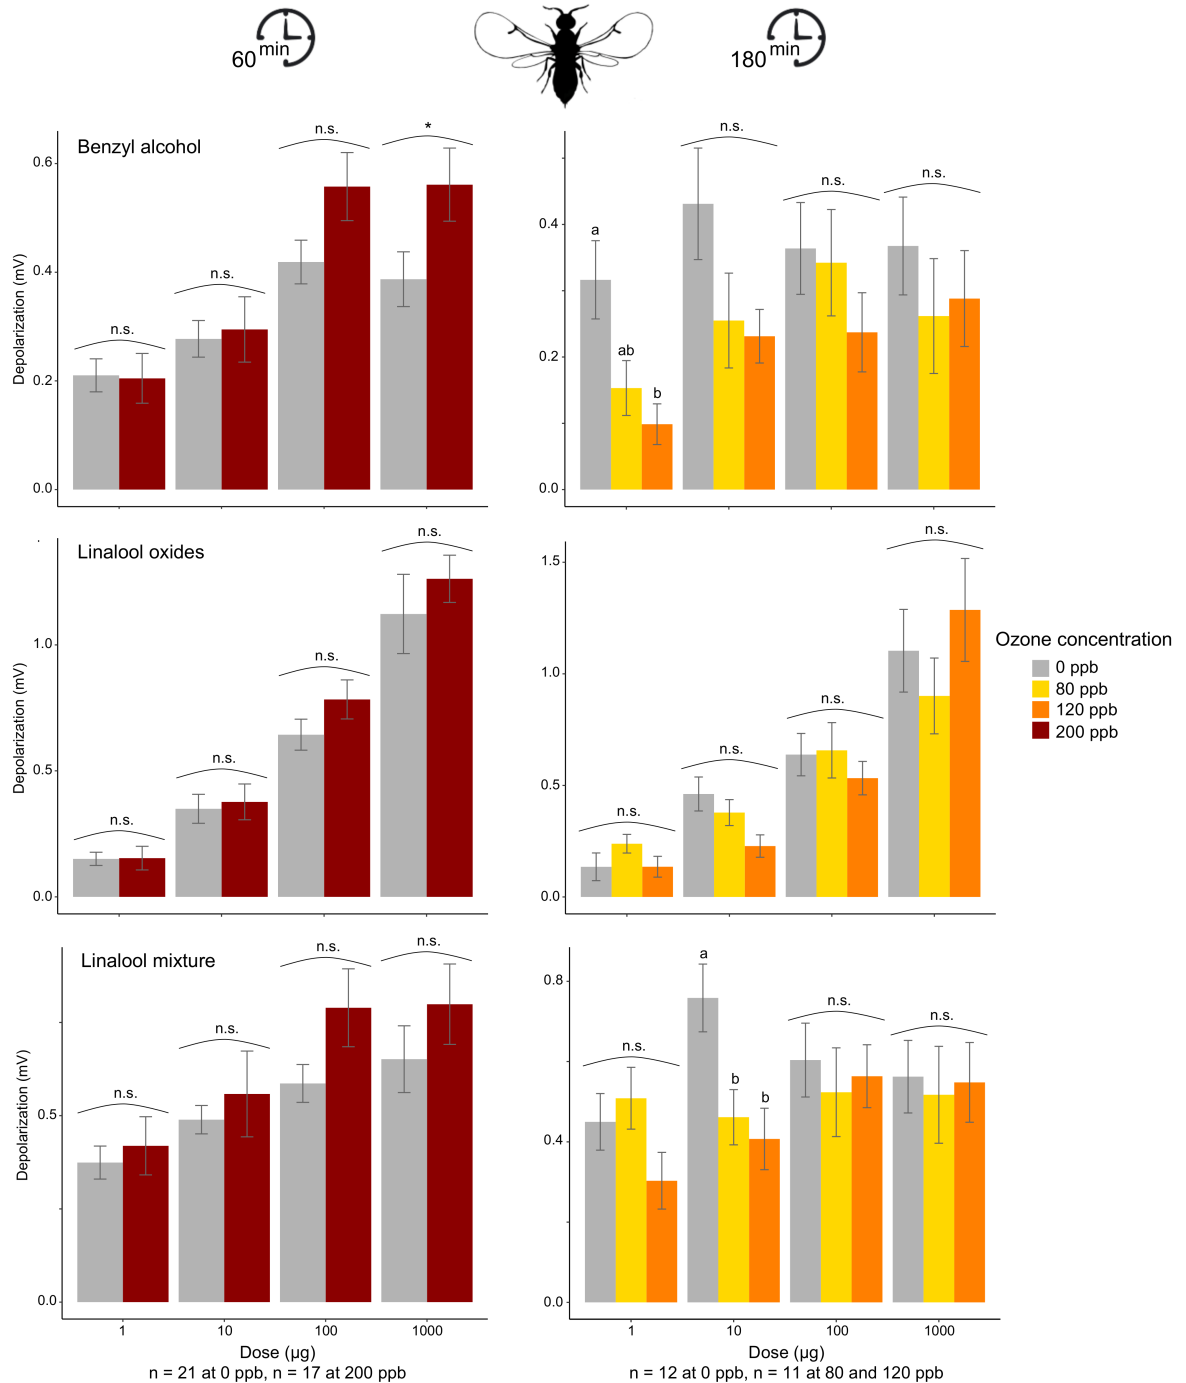 60 min
180 min
Benzyl alcohol
n.s.
n.s.
n.s.
*
Depolarization (mV)
0.6
0.4
0.2
0.0
a
ab
b
n.s.
n.s.
n.s.
0.4
0.2
0.0
Linalool oxides
n.s.
n.s.
n.s.
n.s.
Depolarization (mV)
1.0
0.5
0.0
n.s.
n.s.
n.s.
n.s.
1.5
1.0
0.5
0.0
Ozone concentration
0 ppb
80 ppb
120 ppb
200 ppb
Linalool mixture
n.s.
n.s.
n.s.
n.s.
Depolarization (mV)
0.5
0.0
1 10 100 1000
Dose (µg)
n = 21 at 0 ppb, n = 17 at 200 ppb
n.s.
a
b
b
n.s.
n.s.
0.8
0.4
0.0
1 10 100 1000
Dose (µg)
n = 12 at 0 ppb, n = 11 at 80 and 120 ppb